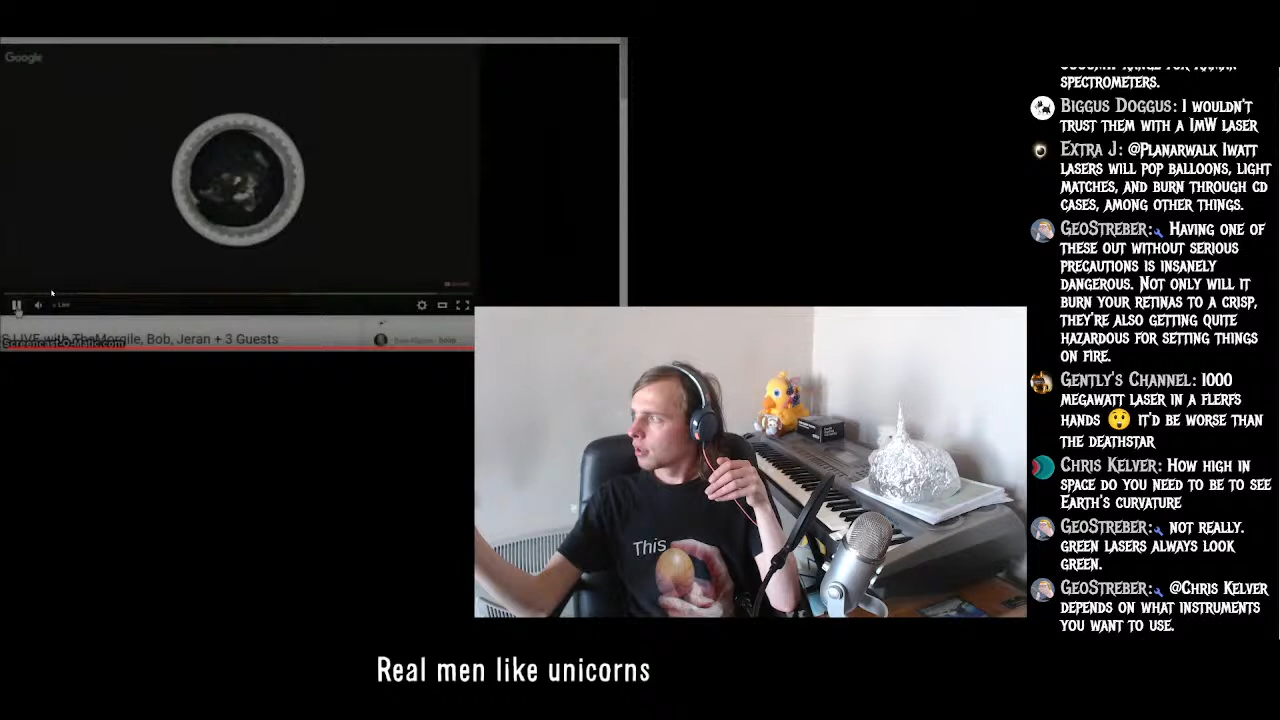 Google
Live
S LIVE with TheMorgile, Bob, Jeran + 3 Guests
Screencast-O-Matic.com
This
SPECTROMETERS.
BIGGUS DOGGUS: I WOULDN'T
TRUST THEM WITH A 1MW LASER
EXTRA J: @PLANARWALK 1WATT
LASERS WILL POP BALLOONS, LIGHT
MATCHES, AND BURN THROUGH CD
CASES, AMONG OTHER THINGS.
GEOSTREBER: HAVING ONE OF
THESE OUT WITHOUT SERIOUS
PRECAUTIONS IS INSANELY
DANGEROUS. NOT ONLY WILL IT
BURN YOUR RETINAS TO A CRISP,
THEY'RE ALSO GETTING QUITE
HAZARDOUS FOR SETTING THINGS
ON FIRE.
GENTLY'S CHANNEL: 1000
MEGAWATT LASER IN A FLERFS
HANDS 😲 IT'D BE WORSE THAN
THE DEATHSTAR
CHRIS KELVER: HOW HIGH IN
SPACE DO YOU NEED TO BE TO SEE
EARTH'S CURVATURE
GEOSTREBER: NOT REALLY.
GREEN LASERS ALWAYS LOOK
GREEN.
GEOSTREBER: @CHRIS KELVER
DEPENDS ON WHAT INSTRUMENTS
YOU WANT TO USE.
Real men like unicorns